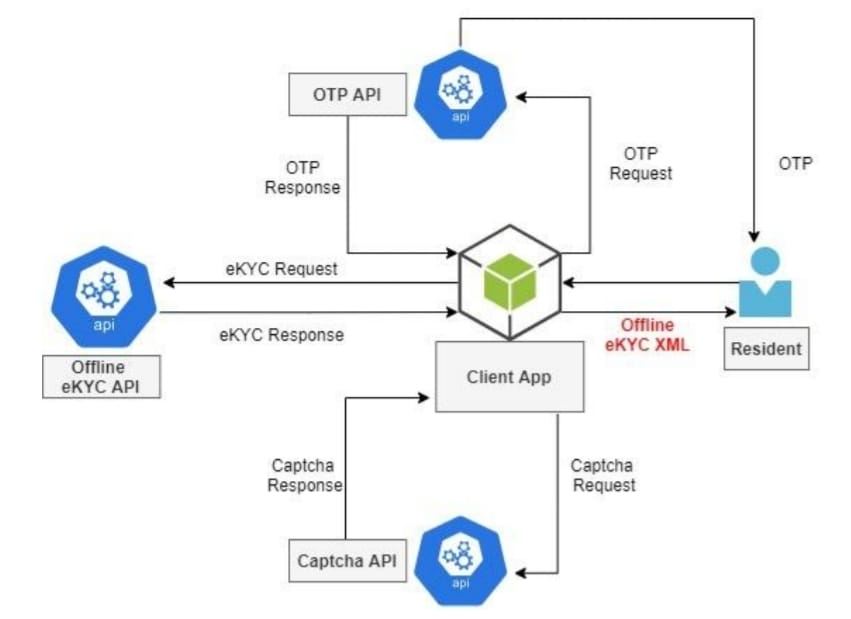 OTP API
api
OTP
Response
OTP
Request
OTP
eKYC Request
api
eKYC Response
Offline
eKYC API
Offline
eKYC XML
Resident
Client App
Captcha
Response
Captcha
Request
Captcha API
api